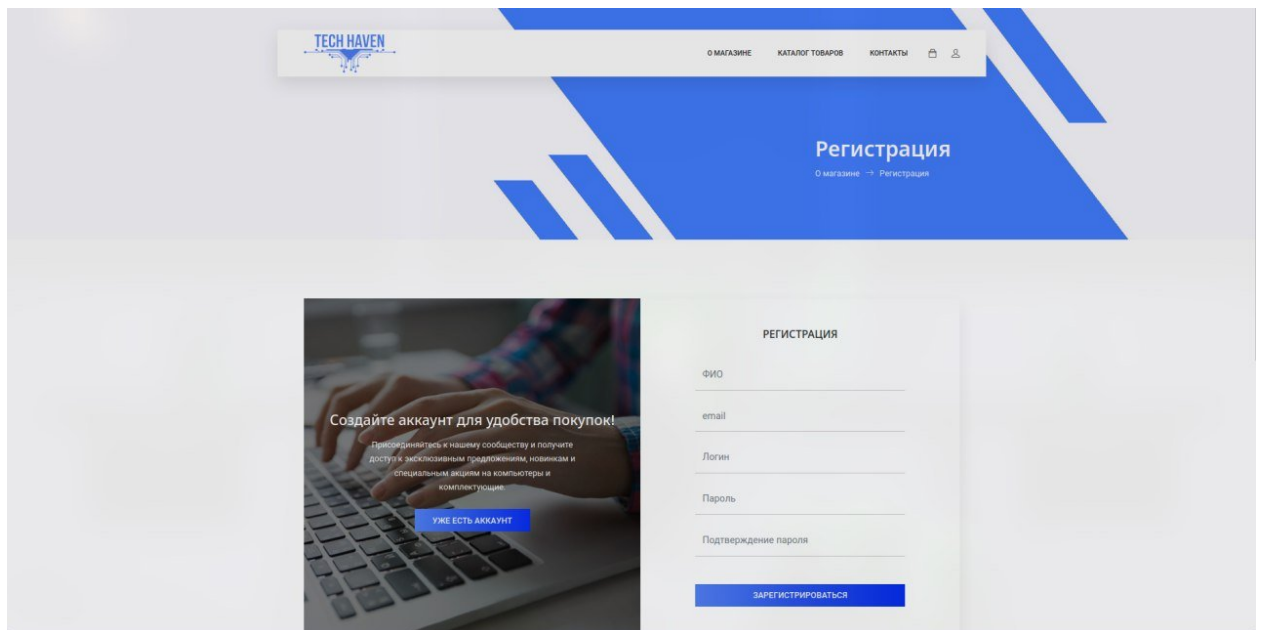 TECH HAVEN
О МАГАЗИНЕ КАТАЛОГ ТОВАРОВ КОНТАКТЫ
Регистрация
О магазине → Регистрация
Создайте аккаунт для удобства покупок!
Присоединяйтесь к нашему сообществу и получите
доступ к эксклюзивным предложениям, новинкам и
специальным акциям на компьютеры и
комплектующие.
УЖЕ ЕСТЬ АККАУНТ
РЕГИСТРАЦИЯ
ФИО
email
Логин
Пароль
Подтверждение пароля
ЗАРЕГИСТРИРОВАТЬСЯ